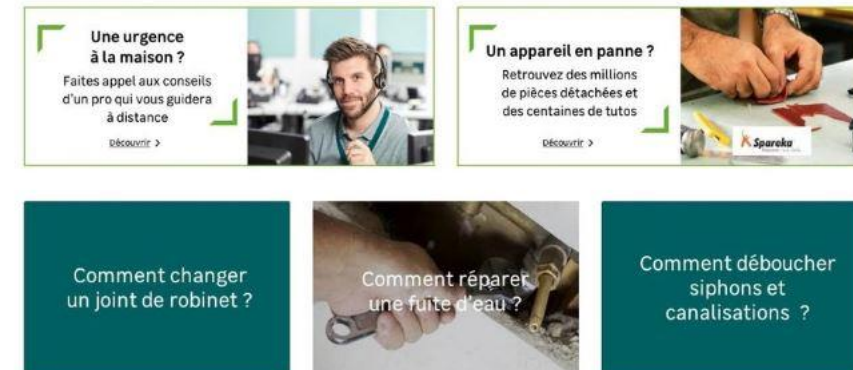 Une urgence
à la maison ?
Faites appel aux conseils
d'un pro qui vous guidera
à distance
Découvrir >
Un appareil en panne ?
Retrouvez des millions
de pièces détachées et
des centaines de tutos
Découvrir >
Spareka
Comment changer
un joint de robinet ?
Comment réparer
une fuite d'eau ?
Comment déboucher
siphons et
canalisations ?